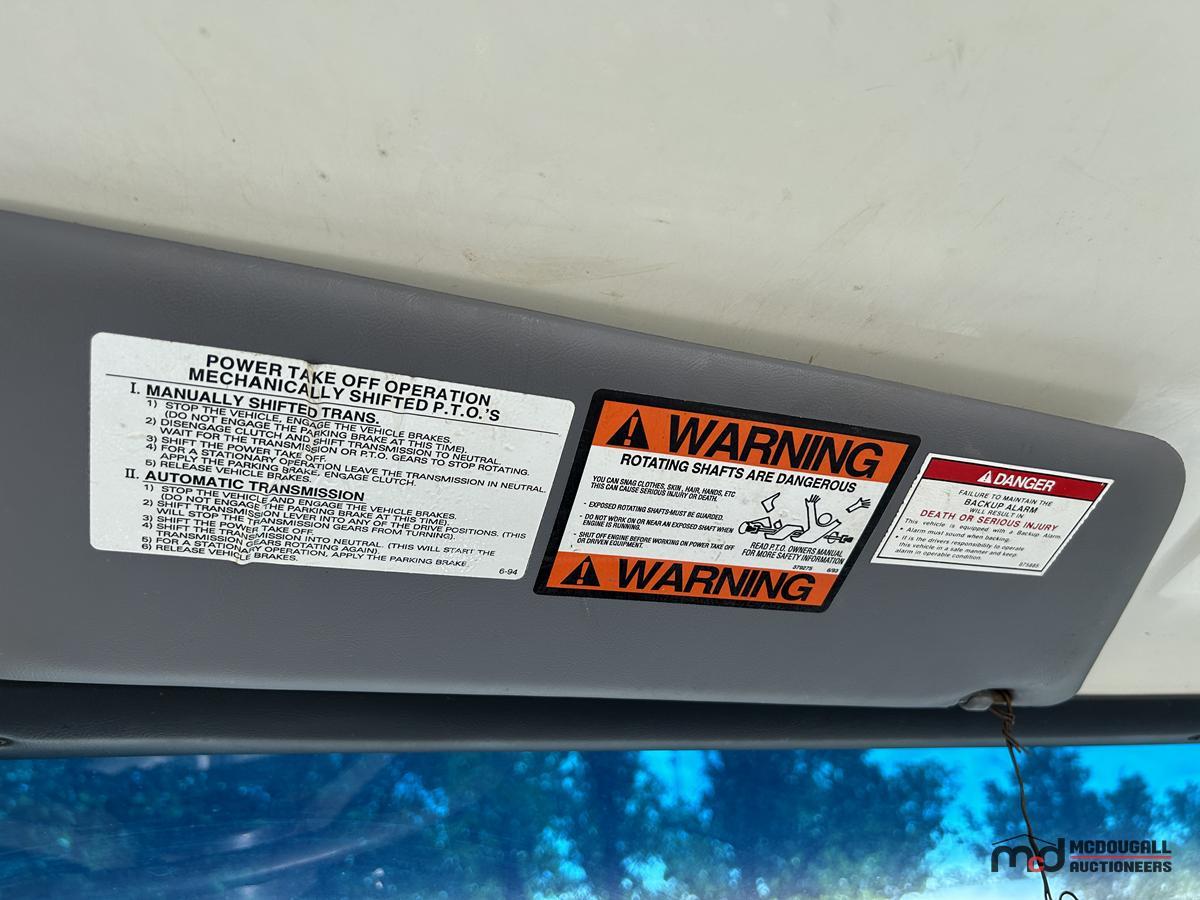 POWER TAKE OFF OPERATION
MECHANICALLY SHIFTED P.T.O.'S
I. MANUALLY SHIFTED TRANS.
1) STOP THE VEHICLE, ENGAGE THE VEHICLE BRAKES.
(DO NOT ENGAGE THE PARKING BRAKE AT THIS TIME).
2) DISENGAGE CLUTCH AND SHIFT TRANSMISSION TO NEUTRAL.
WAIT FOR THE TRANSMISSION OR P.T.O. GEARS TO STOP ROTATING.
3) SHIFT THE POWER TAKE OFF.
4) FOR A STATIONARY OPERATION LEAVE THE TRANSMISSION IN NEUTRAL.
APPLY THE PARKING BRAKE, ENGAGE CLUTCH.
5) RELEASE VEHICLE BRAKES.
II. AUTOMATIC TRANSMISSION
1) STOP THE VEHICLE AND ENGAGE THE VEHICLE BRAKES.
(DO NOT ENGAGE THE PARKING BRAKE AT THIS TIME).
2) SHIFT TRANSMISSION LEVER INTO ANY OF THE DRIVE POSITIONS. (THIS
WILL STOP THE TRANSMISSION GEARS FROM TURNING).
3) SHIFT THE POWER TAKE OFF.
4) SHIFT TRANSMISSION INTO NEUTRAL. (THIS WILL START THE
TRANSMISSION GEARS ROTATING AGAIN).
5) FOR A STATIONARY OPERATION, APPLY THE PARKING BRAKE.
6) RELEASE VEHICLE BRAKES.
6-94
WARNING
ROTATING SHAFTS ARE DANGEROUS
YOU CAN SNAG CLOTHES, SKIN, HAIR, HANDS, ETC
THIS CAN CAUSE SERIOUS INJURY OR DEATH.
- EXPOSED ROTATING SHAFTS MUST BE GUARDED.
- DO NOT WORK ON OR NEAR AN EXPOSED SHAFT WHEN
ENGINE IS RUNNING.
- SHUT OFF ENGINE BEFORE WORKING ON POWER TAKE OFF
OR DRIVEN EQUIPMENT.
READ P.T.O. OWNERS MANUAL
FOR MORE SAFETY INFORMATION
379275 6/93
WARNING
DANGER
FAILURE TO MAINTAIN THE
BACKUP ALARM
WILL RESULT IN
DEATH OR SERIOUS INJURY
This vehicle is equipped with a Backup Alarm.
• Alarm must sound when backing.
• It is the drivers responsibility to operate
this vehicle in a safe manner and keep
alarm in operable condition.
mcd MCDOUGALL
AUCTIONEERS